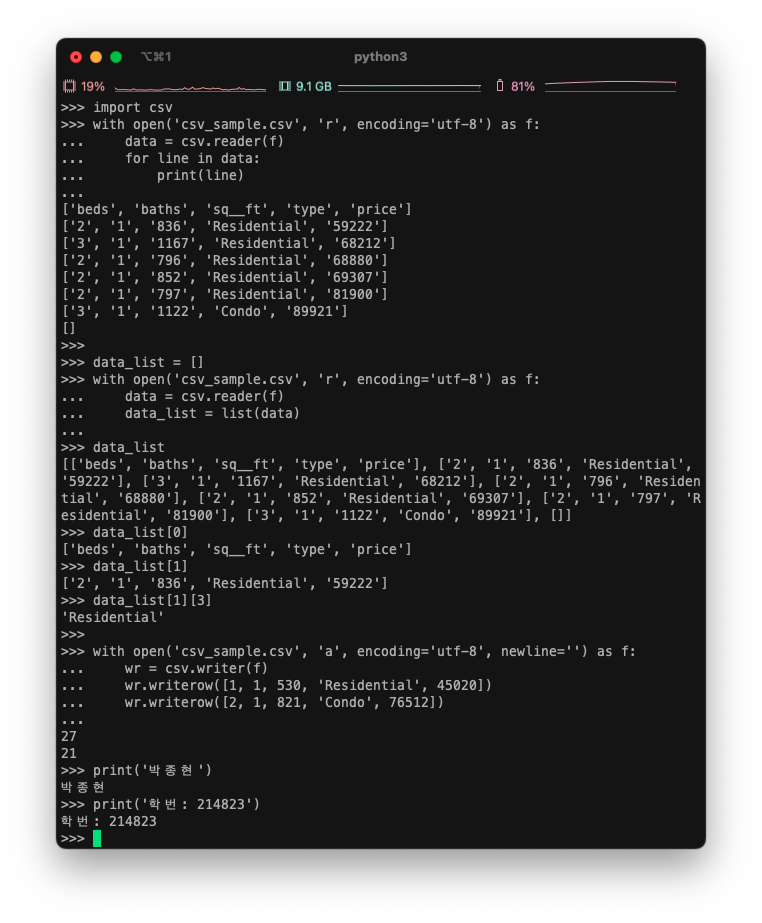 ⌥⌘1 python3
19% 9.1 GB 81%
>>> import csv
>>> with open('csv_sample.csv', 'r', encoding='utf-8') as f:
...     data = csv.reader(f)
...     for line in data:
...         print(line)
...
['beds', 'baths', 'sq__ft', 'type', 'price']
['2', '1', '836', 'Residential', '59222']
['3', '1', '1167', 'Residential', '68212']
['2', '1', '796', 'Residential', '68880']
['2', '1', '852', 'Residential', '69307']
['2', '1', '797', 'Residential', '81900']
['3', '1', '1122', 'Condo', '89921']
[]
>>>
>>> data_list = []
>>> with open('csv_sample.csv', 'r', encoding='utf-8') as f:
...     data = csv.reader(f)
...     data_list = list(data)
...
>>> data_list
[['beds', 'baths', 'sq__ft', 'type', 'price'], ['2', '1', '836', 'Residential',
'59222'], ['3', '1', '1167', 'Residential', '68212'], ['2', '1', '796', 'Residen
tial', '68880'], ['2', '1', '852', 'Residential', '69307'], ['2', '1', '797', 'R
esidential', '81900'], ['3', '1', '1122', 'Condo', '89921'], []]
>>> data_list[0]
['beds', 'baths', 'sq__ft', 'type', 'price']
>>> data_list[1]
['2', '1', '836', 'Residential', '59222']
>>> data_list[1][3]
'Residential'
>>>
>>> with open('csv_sample.csv', 'a', encoding='utf-8', newline='') as f:
...     wr = csv.writer(f)
...     wr.writerow([1, 1, 530, 'Residential', 45020])
...     wr.writerow([2, 1, 821, 'Condo', 76512])
...
27
21
>>> print('박종현')
박종현
>>> print('학번: 214823')
학번: 214823
>>>